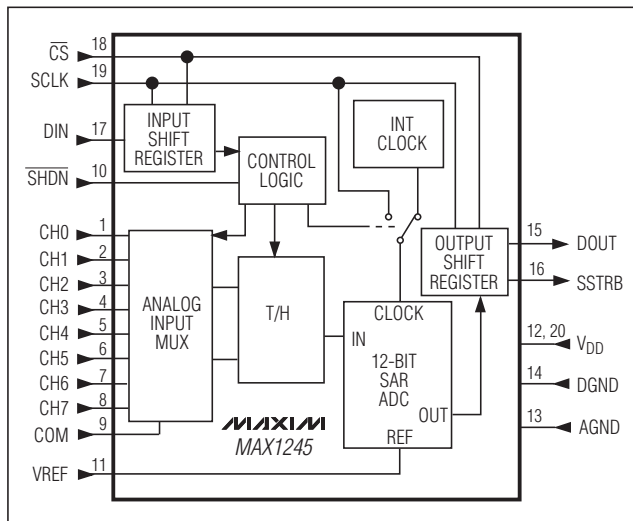 CS 18
SCLK 19
DIN 17
SHDN 10
CH0 1
CH1 2
CH2 3
CH3 4
CH4 5
CH5 6
CH6 7
CH7 8
COM 9
VREF 11
INPUT
SHIFT
REGISTER
CONTROL
LOGIC
INT
CLOCK
ANALOG
INPUT
MUX
T/H
CLOCK
IN
12-BIT
SAR
ADC
OUT
REF
OUTPUT
SHIFT
REGISTER
MAXIM
MAX1245
15 DOUT
16 SSTRB
12, 20 VDD
14 DGND
13 AGND